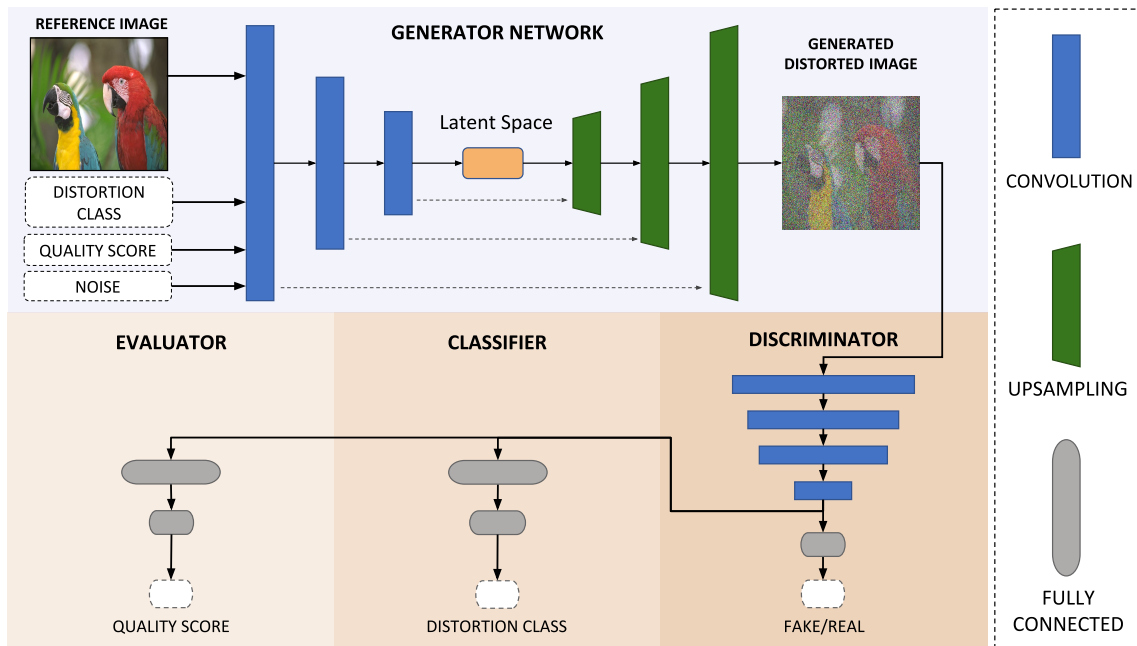 REFERENCE IMAGE
GENERATOR NETWORK
GENERATED
DISTORTED IMAGE
Latent Space
DISTORTION
CLASS
QUALITY SCORE
NOISE
EVALUATOR
CLASSIFIER
DISCRIMINATOR
QUALITY SCORE
DISTORTION CLASS
FAKE/REAL
CONVOLUTION
UPSAMPLING
FULLY
CONNECTED